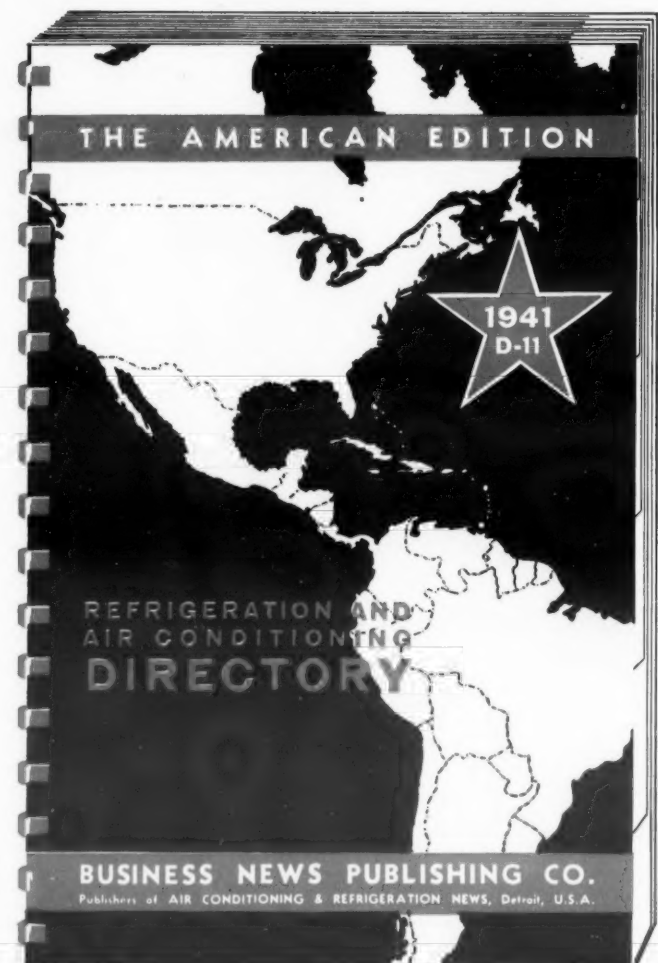 THE AMERICAN EDITION
1941
D-11
REFRIGERATION AND
AIR CONDITIONING
DIRECTORY
BUSINESS NEWS PUBLISHING CO.
Publishers of AIR CONDITIONING & REFRIGERATION NEWS, Detroit, U.S.A.